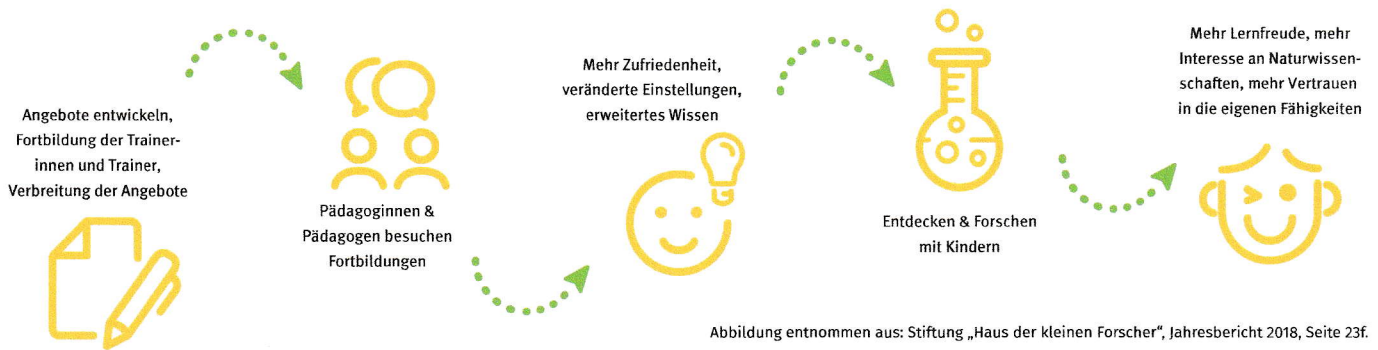 Angebote entwickeln,
Fortbildung der Trainer-
innen und Trainer,
Verbreitung der Angebote
Pädagoginnen &
Pädagogen besuchen
Fortbildungen
Mehr Zufriedenheit,
veränderte Einstellungen,
erweitertes Wissen
Entdecken & Forschen
mit Kindern
Mehr Lernfreude, mehr
Interesse an Naturwissen-
schaften, mehr Vertrauen
in die eigenen Fähigkeiten
Abbildung entnommen aus: Stiftung „Haus der kleinen Forscher“, Jahresbericht 2018, Seite 23f.